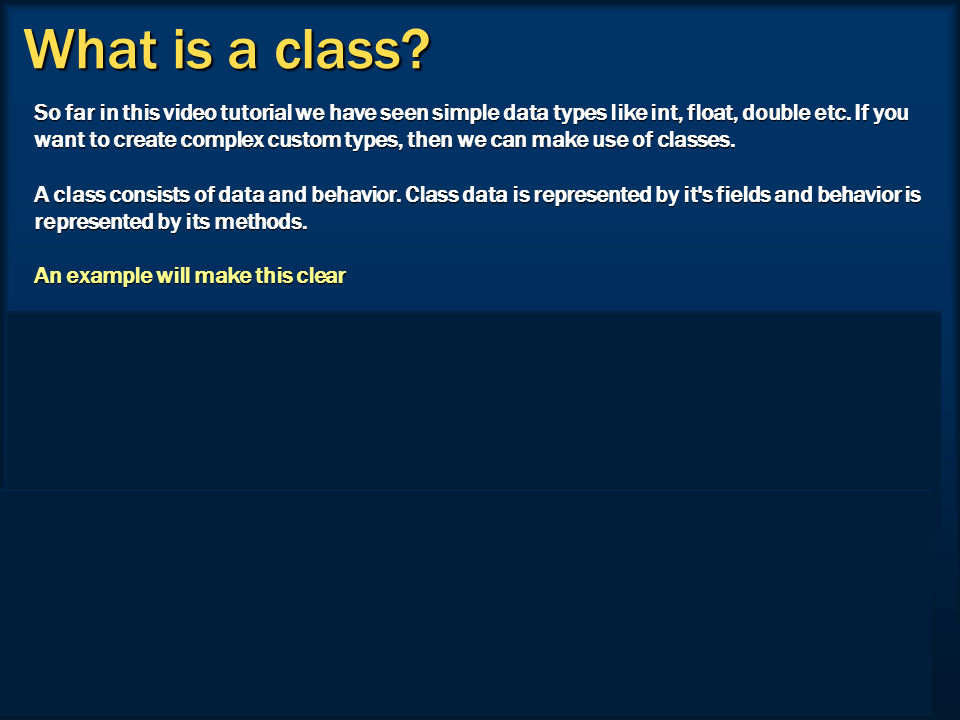 What is a class?
So far in this video tutorial we have seen simple data types like int, float, double etc. If you
want to create complex custom types, then we can make use of classes.
A class consists of data and behavior. Class data is represented by it's fields and behavior is
represented by its methods.
An example will make this clear